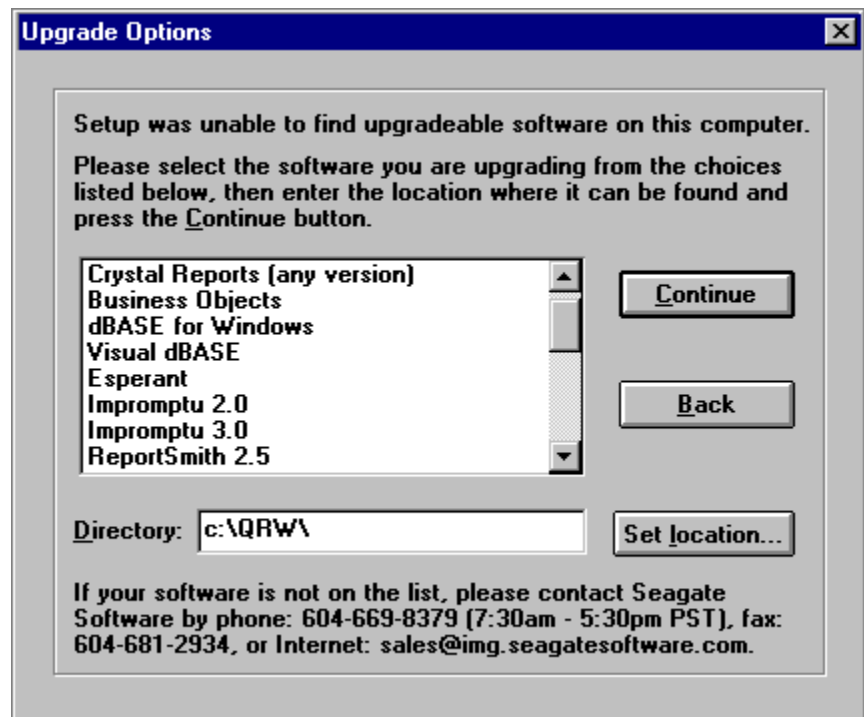 Upgrade Options
Setup was unable to find upgradeable software on this computer.
Please select the software you are upgrading from the choices
listed below, then enter the location where it can be found and
press the Continue button.
Crystal Reports (any version)
Business Objects
dBASE for Windows
Visual dBASE
Esperant
Impromptu 2.0
Impromptu 3.0
ReportSmith 2.5
Continue
Back
Directory: c:\QRW\
Set location...
If your software is not on the list, please contact Seagate
Software by phone: 604-669-8379 (7:30am - 5:30pm PST), fax:
604-681-2934, or Internet: sales@img.seagatesoftware.com.